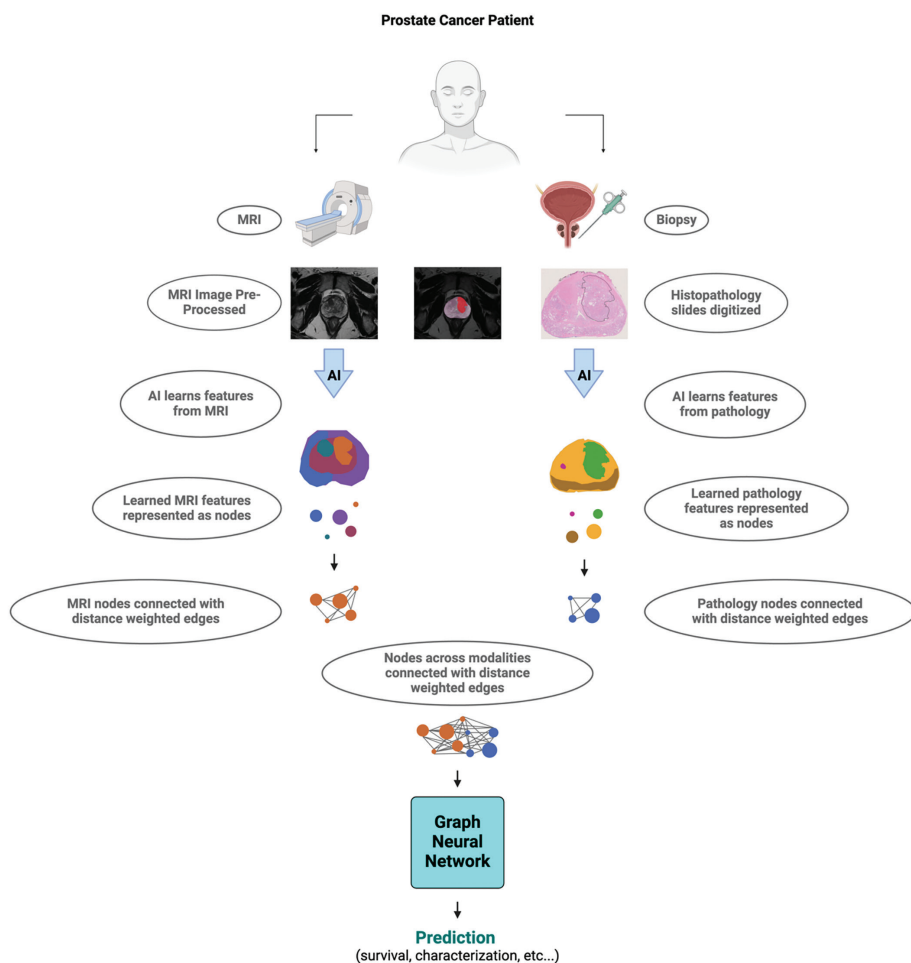 Prostate Cancer Patient
MRI
Biopsy
MRI Image Pre-
Processed
Histopathology
slides digitized
AI
AI
AI learns features
from MRI
AI learns features
from pathology
Learned MRI features
represented as nodes
Learned pathology
features represented
as nodes
MRI nodes connected with
distance weighted edges
Pathology nodes connected
with distance weighted edges
Nodes across modalities
connected with distance
weighted edges
Graph
Neural
Network
Prediction
(survival, characterization, etc...)